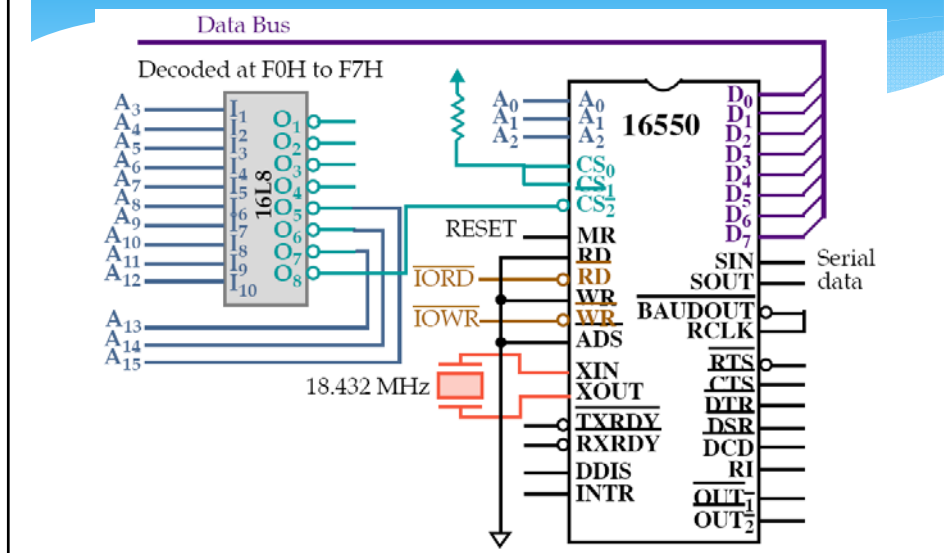 Data Bus
Decoded at F0H to F7H
A3
A4
A5
A6
A7
A8
A9
A10
A11
A12
A13
A14
A15
I1
I2
I3
I4
I5
I6
I7
I8
I9
I10
16L8
O1
O2
O3
O4
O5
O6
O7
O8
A0
A1
A2
RESET
IORD
IOWR
18.432 MHz
16550
A0
A1
A2
CS0
CS1
CS2
MR
RD
RD
WR
WR
ADS
XIN
XOUT
TXRDY
RXRDY
DDIS
INTR
D0
D1
D2
D3
D4
D5
D6
D7
SIN
SOUT
BAUDOUT
RCLK
RTS
CTS
DTR
DSR
DCD
RI
OUT1
OUT2
Serial
data